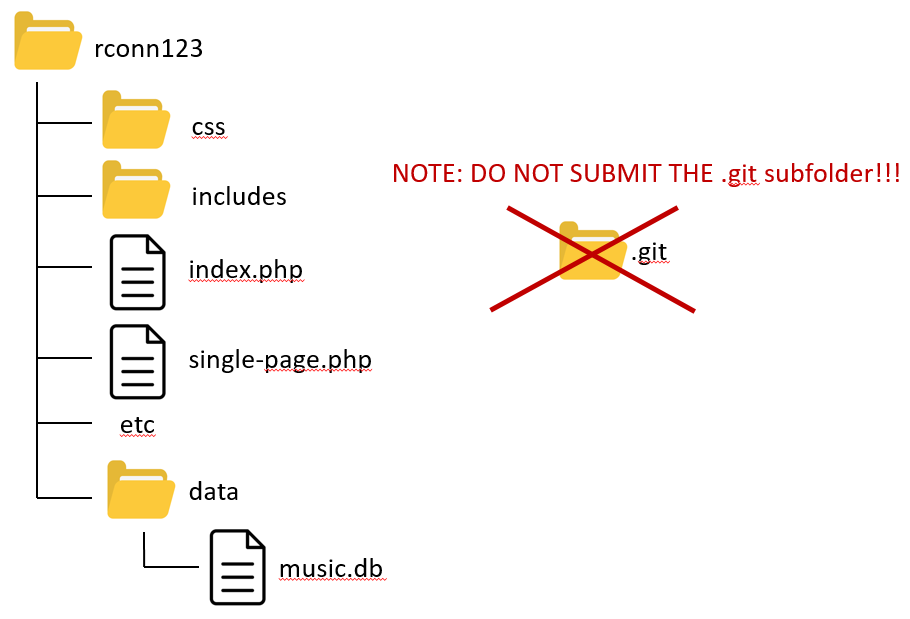 rconn123
css
NOTE: DO NOT SUBMIT THE .git subfolder!!!
includes
.git
index.php
single-page.php
etc
data
music.db